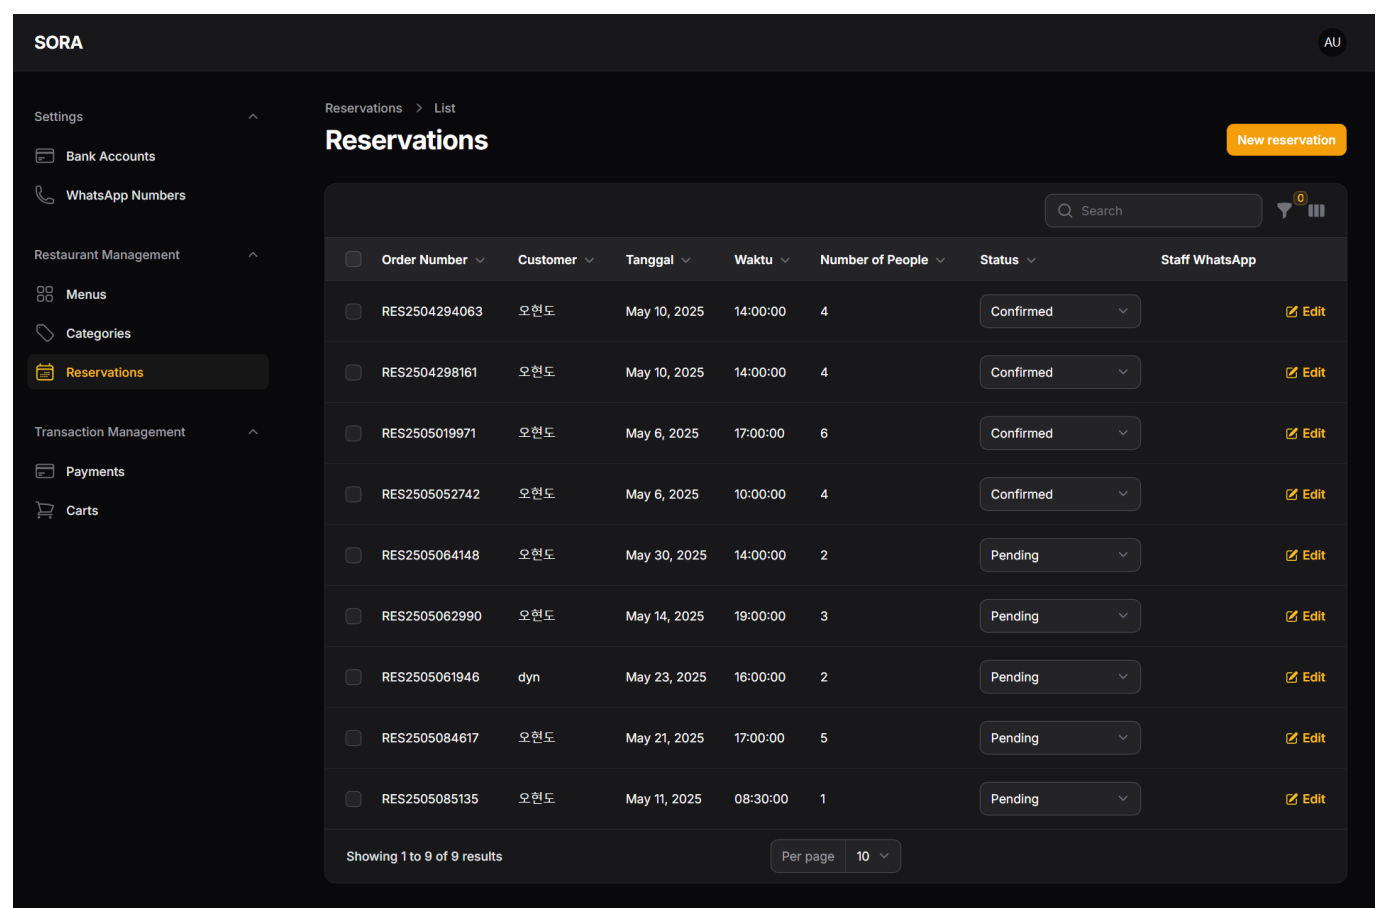 SORA
AU
Settings
Bank Accounts
WhatsApp Numbers
Restaurant Management
Menus
Categories
Reservations
Transaction Management
Payments
Carts
Reservations > List
Reservations
New reservation
Search
0
Order Number Customer Tanggal Waktu Number of People Status Staff WhatsApp
RES2504294063 오현도 May 10, 2025 14:00:00 4 Confirmed Edit
RES2504298161 오현도 May 10, 2025 14:00:00 4 Confirmed Edit
RES2505019971 오현도 May 6, 2025 17:00:00 6 Confirmed Edit
RES2505052742 오현도 May 6, 2025 10:00:00 4 Confirmed Edit
RES2505064148 오현도 May 30, 2025 14:00:00 2 Pending Edit
RES2505062990 오현도 May 14, 2025 19:00:00 3 Pending Edit
RES2505061946 dyn May 23, 2025 16:00:00 2 Pending Edit
RES2505084617 오현도 May 21, 2025 17:00:00 5 Pending Edit
RES2505085135 오현도 May 11, 2025 08:30:00 1 Pending Edit
Showing 1 to 9 of 9 results Per page 10